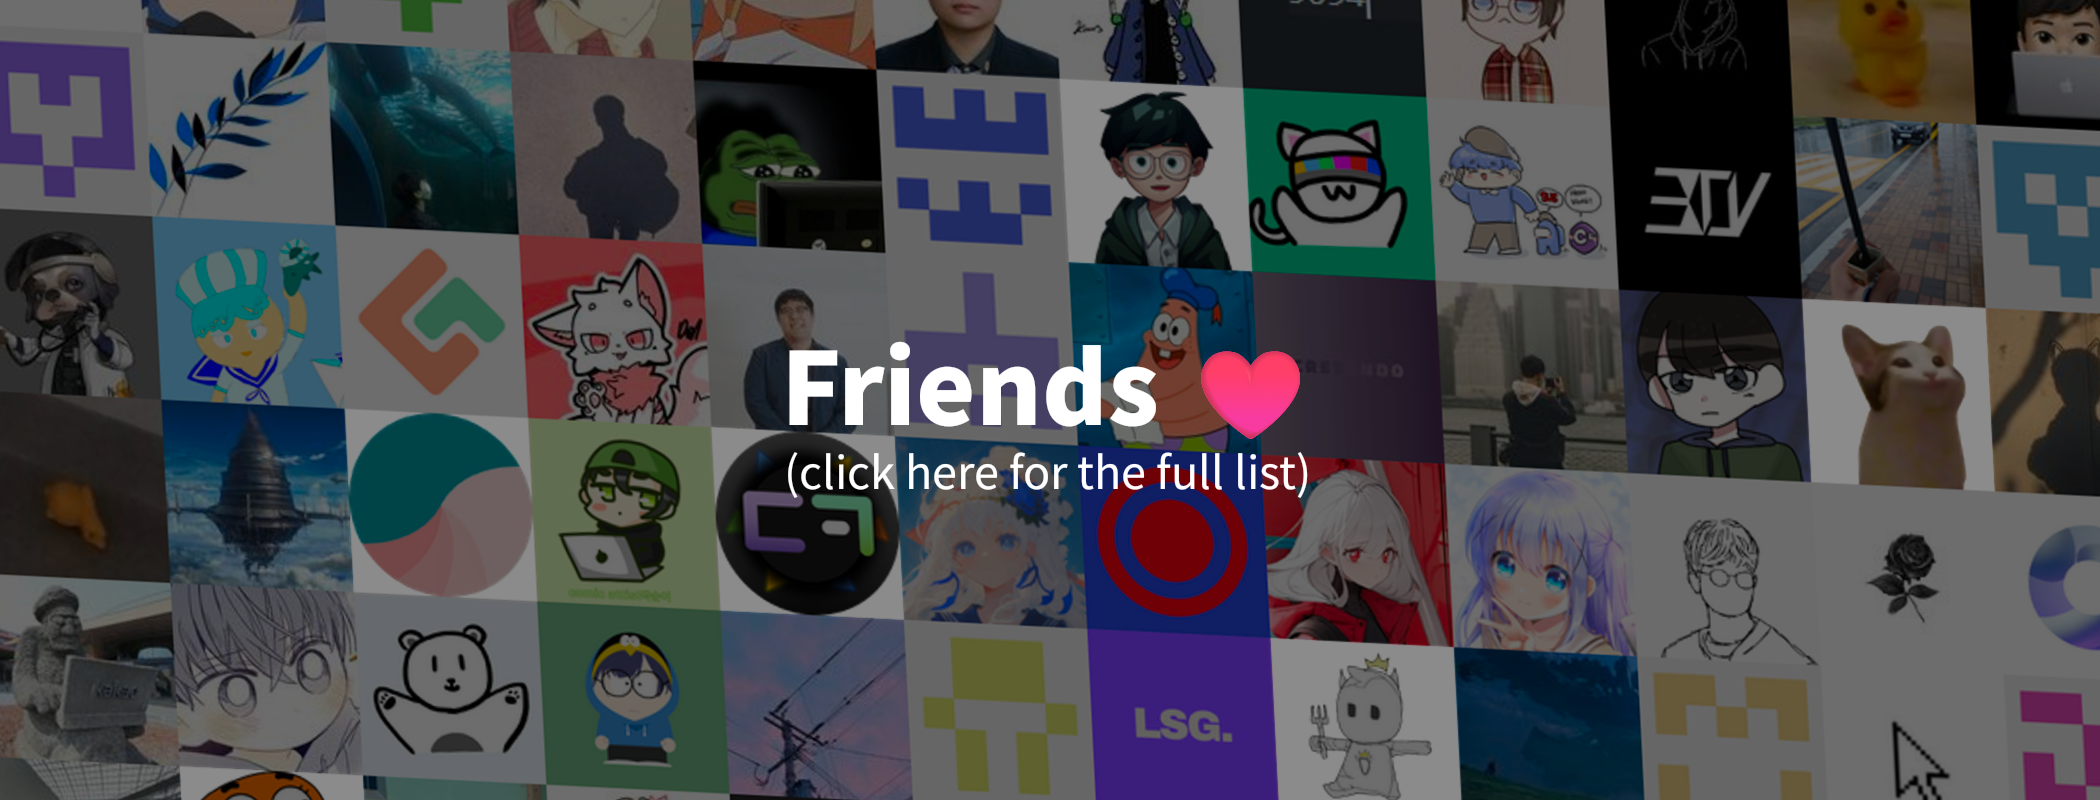 Friends ❤
(click here for the full list)
LSG.